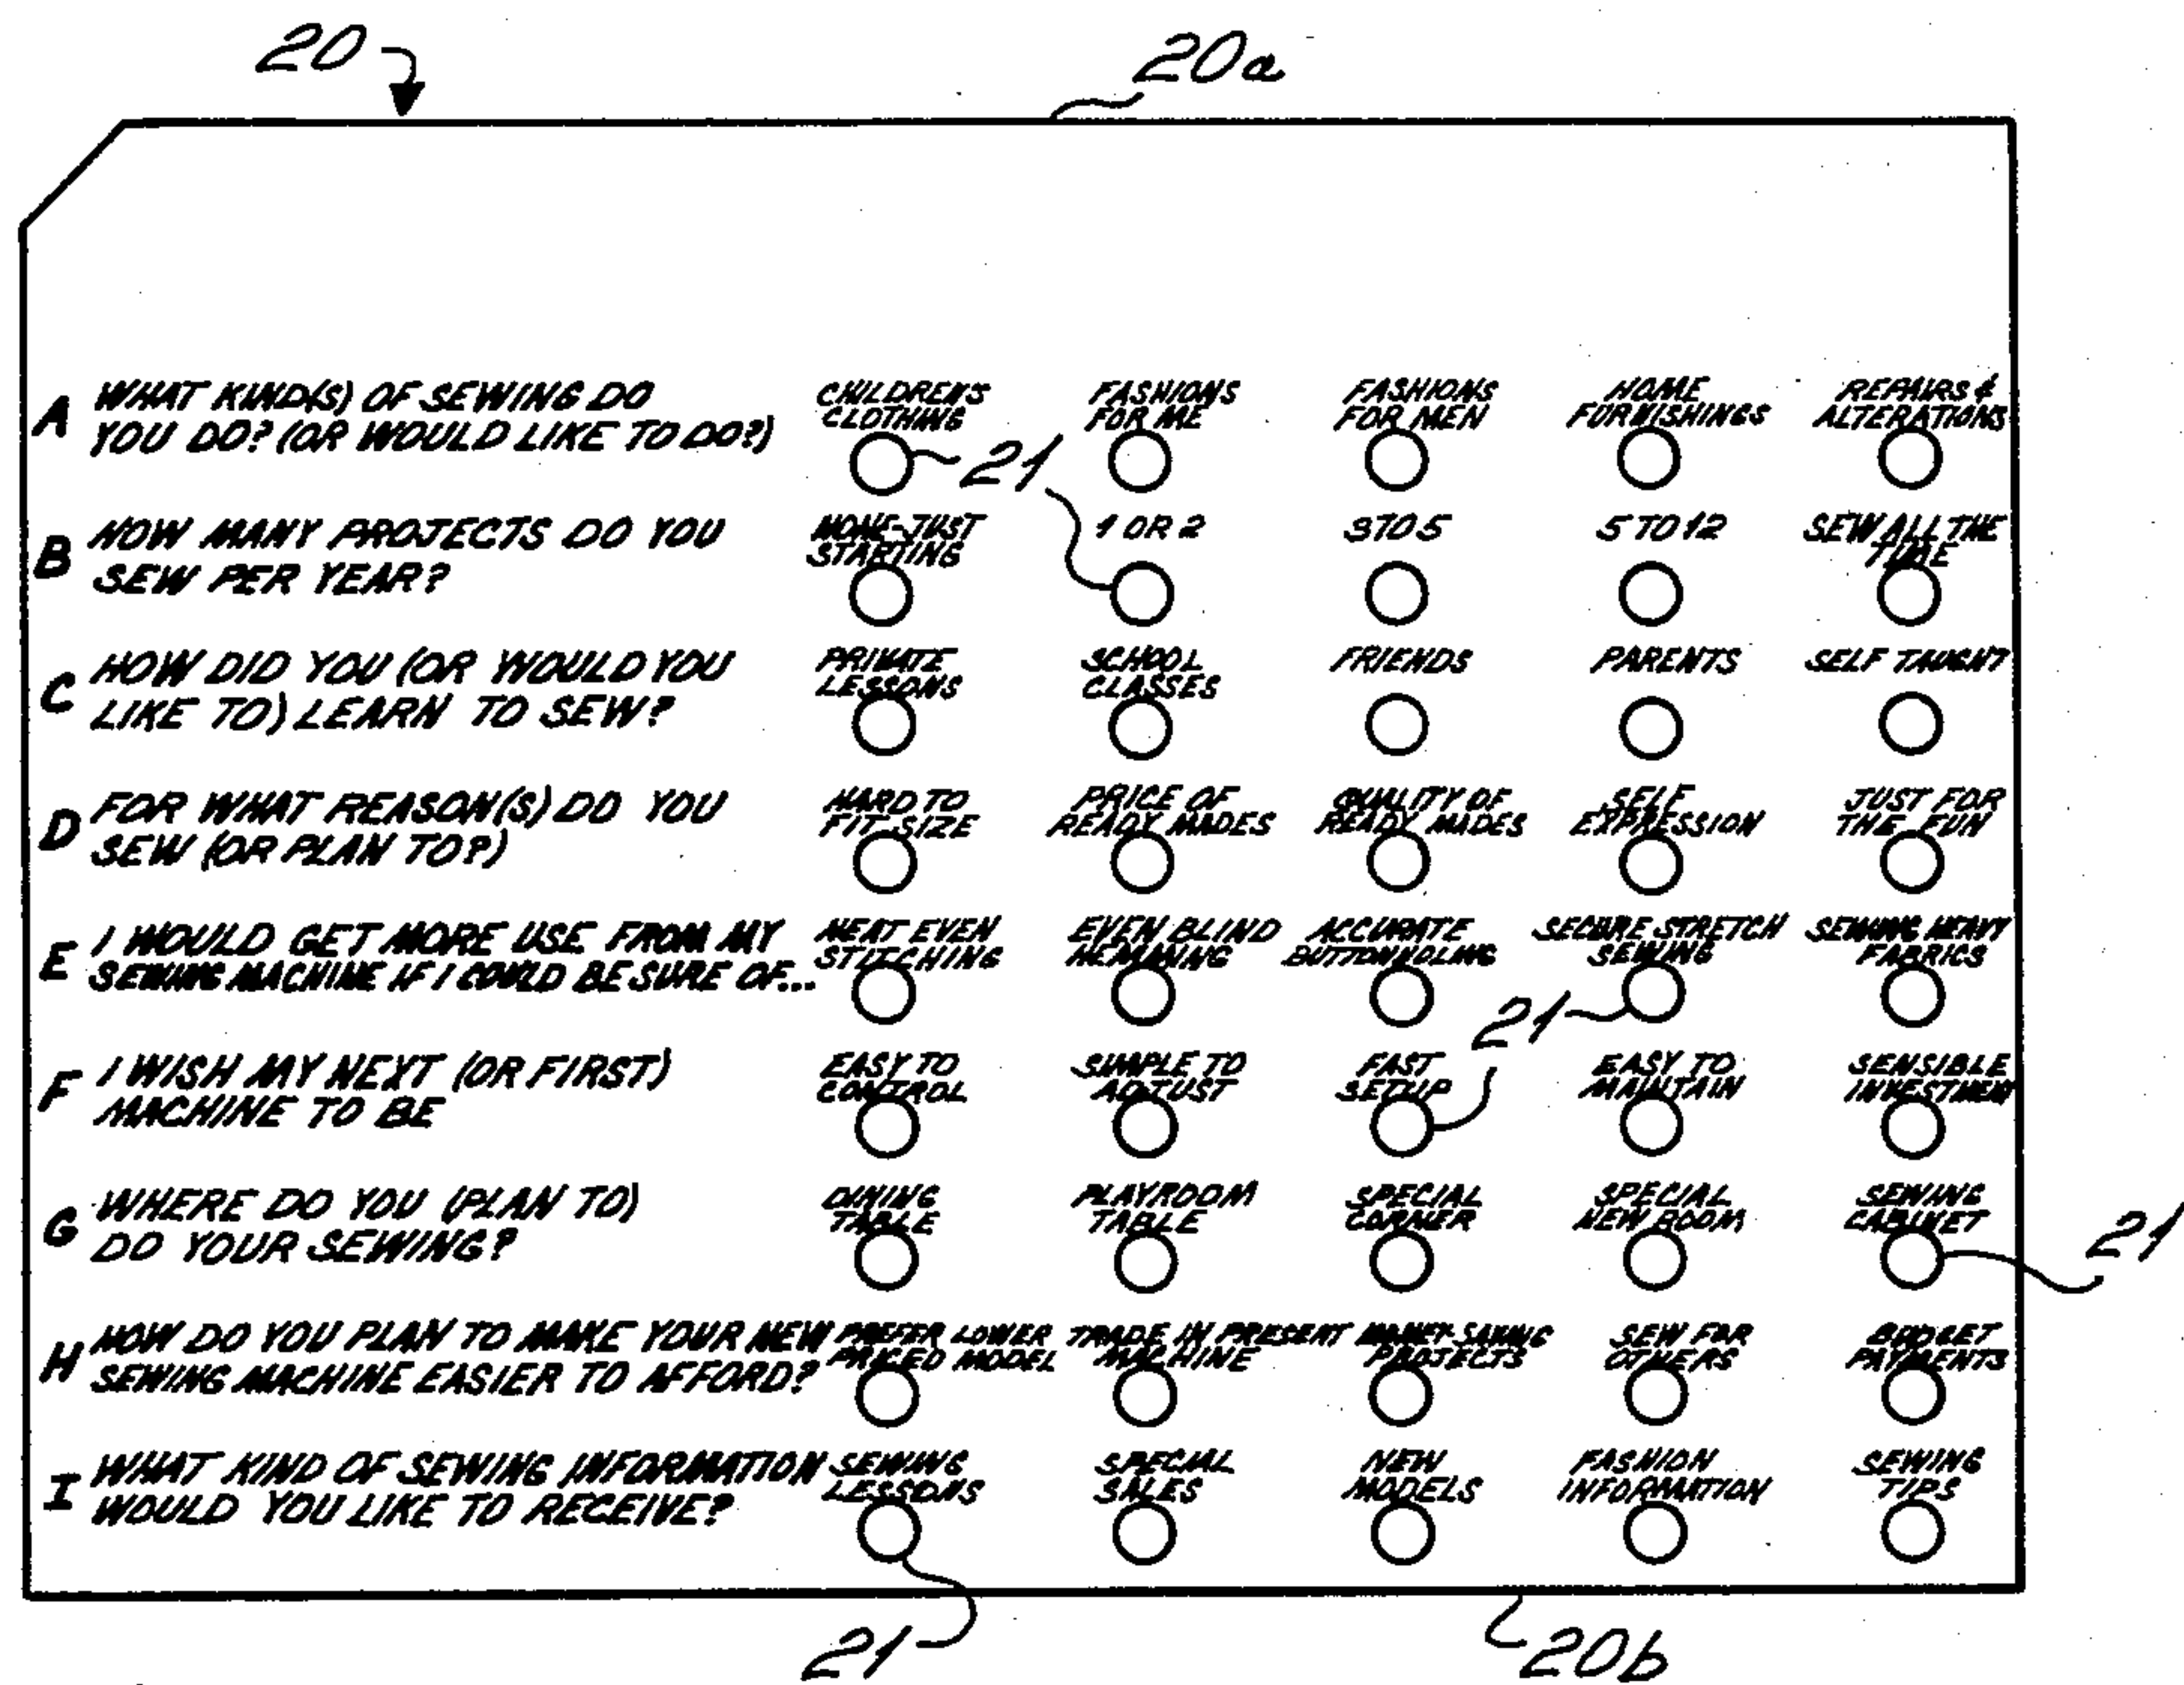 20
20a
A WHAT KIND(S) OF SEWING DO
YOU DO? (OR WOULD LIKE TO DO?)
CHILDRENS
CLOTHING
FASHIONS
FOR ME
FASHIONS
FOR MEN
HOME
FURNISHINGS
REPAIRS &
ALTERATIONS
21
B HOW MANY PROJECTS DO YOU
SEW PER YEAR?
NONE-JUST
STARTING
1 OR 2
3 TO 5
5 TO 12
SEW ALL THE
TIME
C HOW DID YOU (OR WOULD YOU
LIKE TO) LEARN TO SEW?
PRIVATE
LESSONS
SCHOOL
CLASSES
FRIENDS
PARENTS
SELF TAUGHT
D FOR WHAT REASON(S) DO YOU
SEW (OR PLAN TO?)
HARD TO
FIT SIZE
PRICE OF
READY MADES
QUALITY OF
READY MADES
SELF
EXPRESSION
JUST FOR
THE FUN
E I WOULD GET MORE USE FROM MY
SEWING MACHINE IF I COULD BE SURE OF...
NEAT EVEN
STITCHING
EVEN BLIND
HEMMING
ACCURATE
BUTTONHOLING
SECURE STRETCH
SEWING
SEWING HEAVY
FABRICS
21
F I WISH MY NEXT (OR FIRST)
MACHINE TO BE
EASY TO
CONTROL
SIMPLE TO
ADJUST
FAST
SETUP
EASY TO
MAINTAIN
SENSIBLE
INVESTMENT
G WHERE DO YOU (PLAN TO)
DO YOUR SEWING?
DINING
TABLE
PLAYROOM
TABLE
SPECIAL
CORNER
SPECIAL
NEW ROOM
SEWING
CABINET
21
H HOW DO YOU PLAN TO MAKE YOUR NEW
SEWING MACHINE EASIER TO AFFORD?
PREFER LOWER
PRICED MODEL
TRADE IN PRESENT
MACHINE
MONEY-SAVING
PROJECTS
SEW FOR
OTHERS
BUDGET
PAYMENTS
I WHAT KIND OF SEWING INFORMATION
WOULD YOU LIKE TO RECEIVE?
SEWING
LESSONS
SPECIAL
SALES
NEW
MODELS
FASHION
INFORMATION
SEWING
TIPS
21
20b